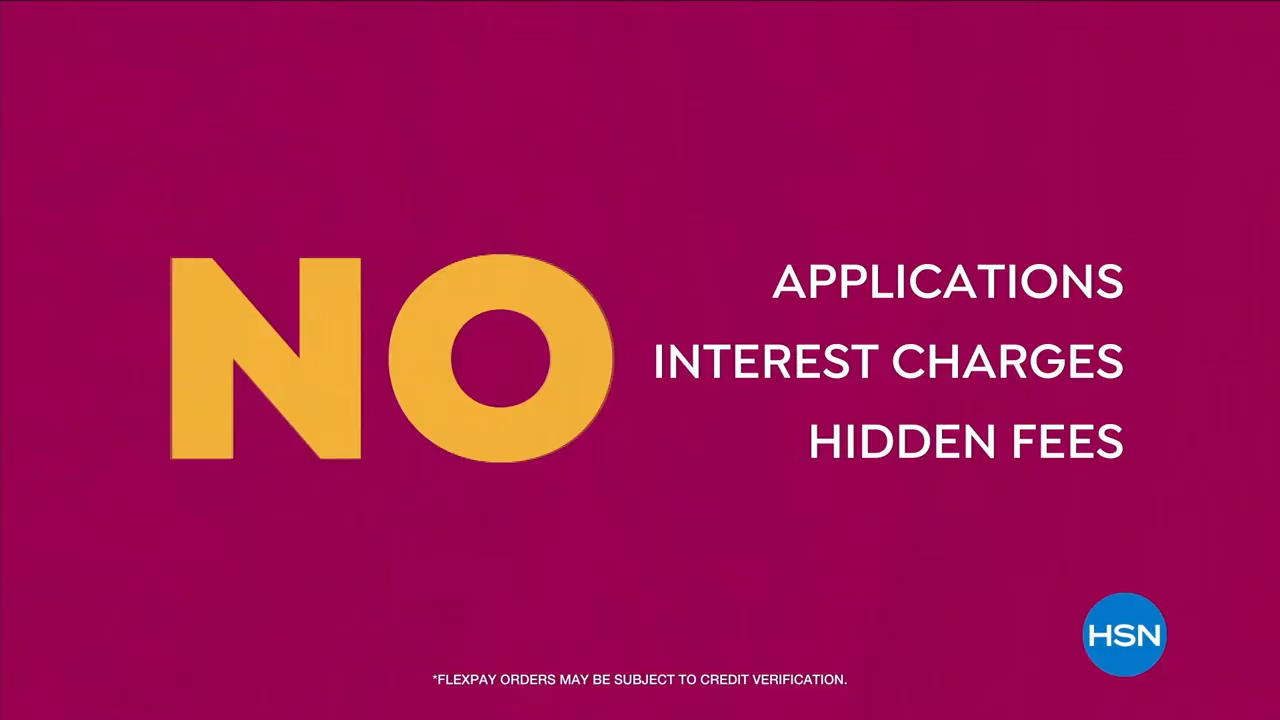 NO
APPLICATIONS
INTEREST CHARGES
HIDDEN FEES
HSN
*FLEXPAY ORDERS MAY BE SUBJECT TO CREDIT VERIFICATION.